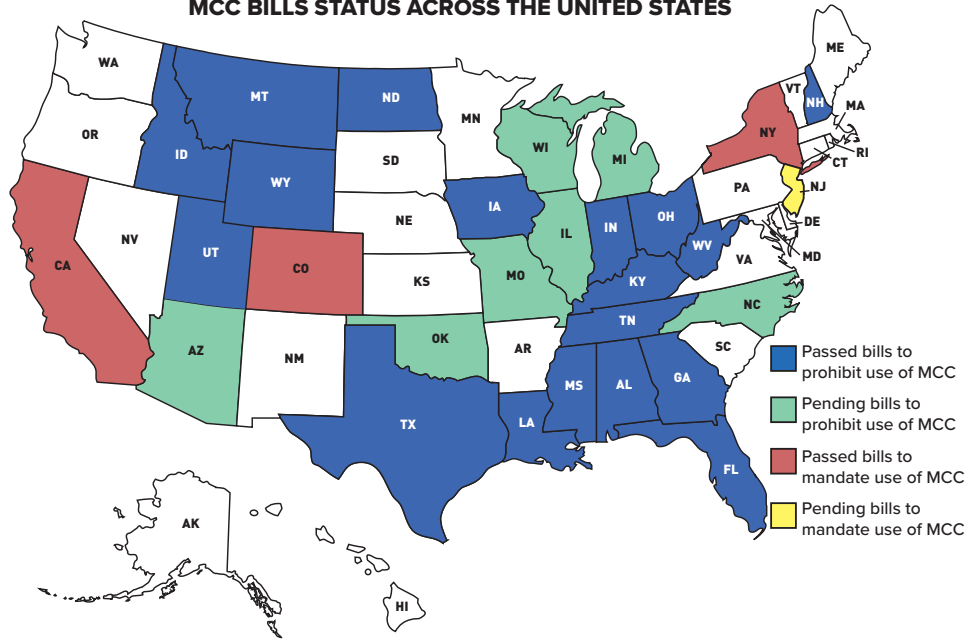 MCC BILLS STATUS ACROSS THE UNITED STATES
WA
ME
MT
ND
VT
NH
MN
MA
OR
NY
WI
MI
RI
ID
SD
CT
WY
PA
NJ
IA
NE
OH
DE
NV
IL
IN
UT
WV
VA
MD
CA
CO
MO
KY
KS
NC
TN
OK
AZ
NM
AR
SC
MS
AL
GA
TX
LA
FL
AK
HI
Passed bills to
prohibit use of MCC
Pending bills to
prohibit use of MCC
Passed bills to
mandate use of MCC
Pending bills to
mandate use of MCC